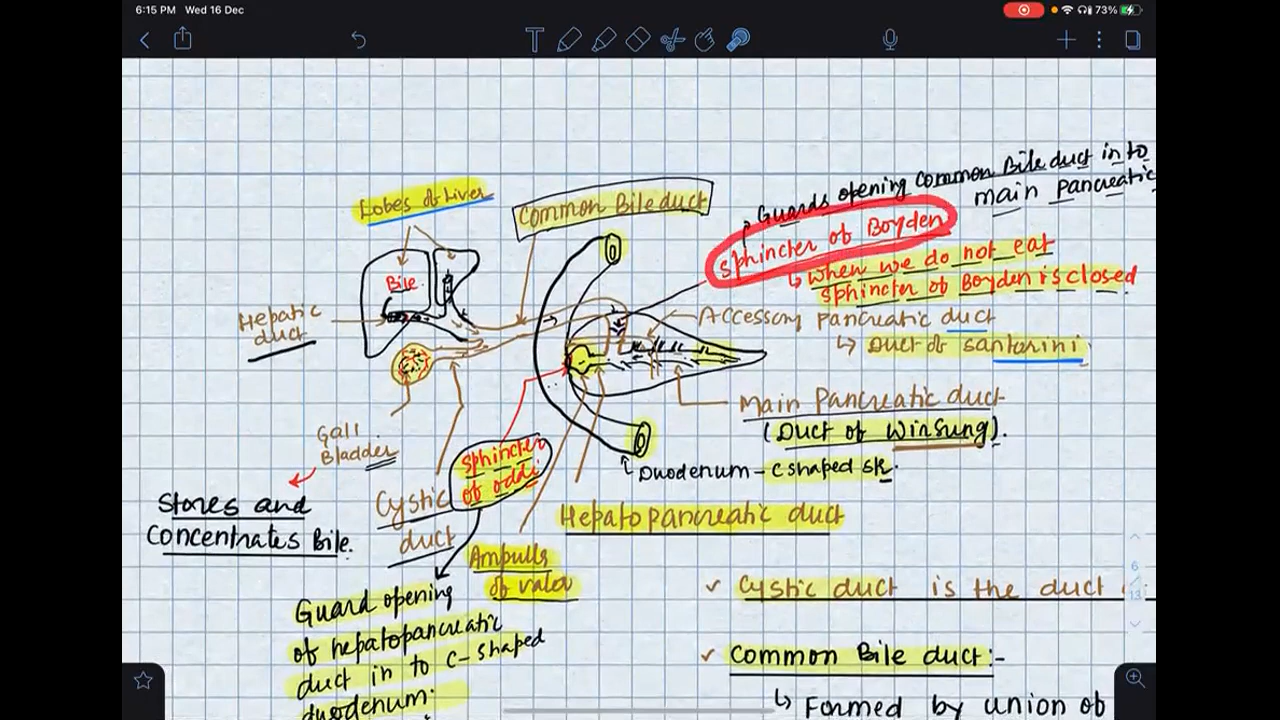 6:15 PM Wed 16 Dec
73%
T
Guards opening Common Bile duct in to
main pancreatic
Lobes of Liver
Common Bile duct
Sphincter of Boyden
↳ when we do not eat
sphincter of Boyden is closed
Bile
Hepatic
duct
Accessory pancreatic duct
↳ Duct of santorini
Main Pancreatic duct
(Duct of Winsung).
Gall
Bladder
Sphincter
of oddi
Duodenum - C shaped
Stores and
Concentrates Bile.
Cystic
duct
Hepatopancreatic duct
Ampulls
of vater
Guard opening
of hepatopancreatic
duct in to C-shaped
duodenum.
✓ Cystic duct is the duct
✓ Common Bile duct:-
↳ Formed by union of
6
13